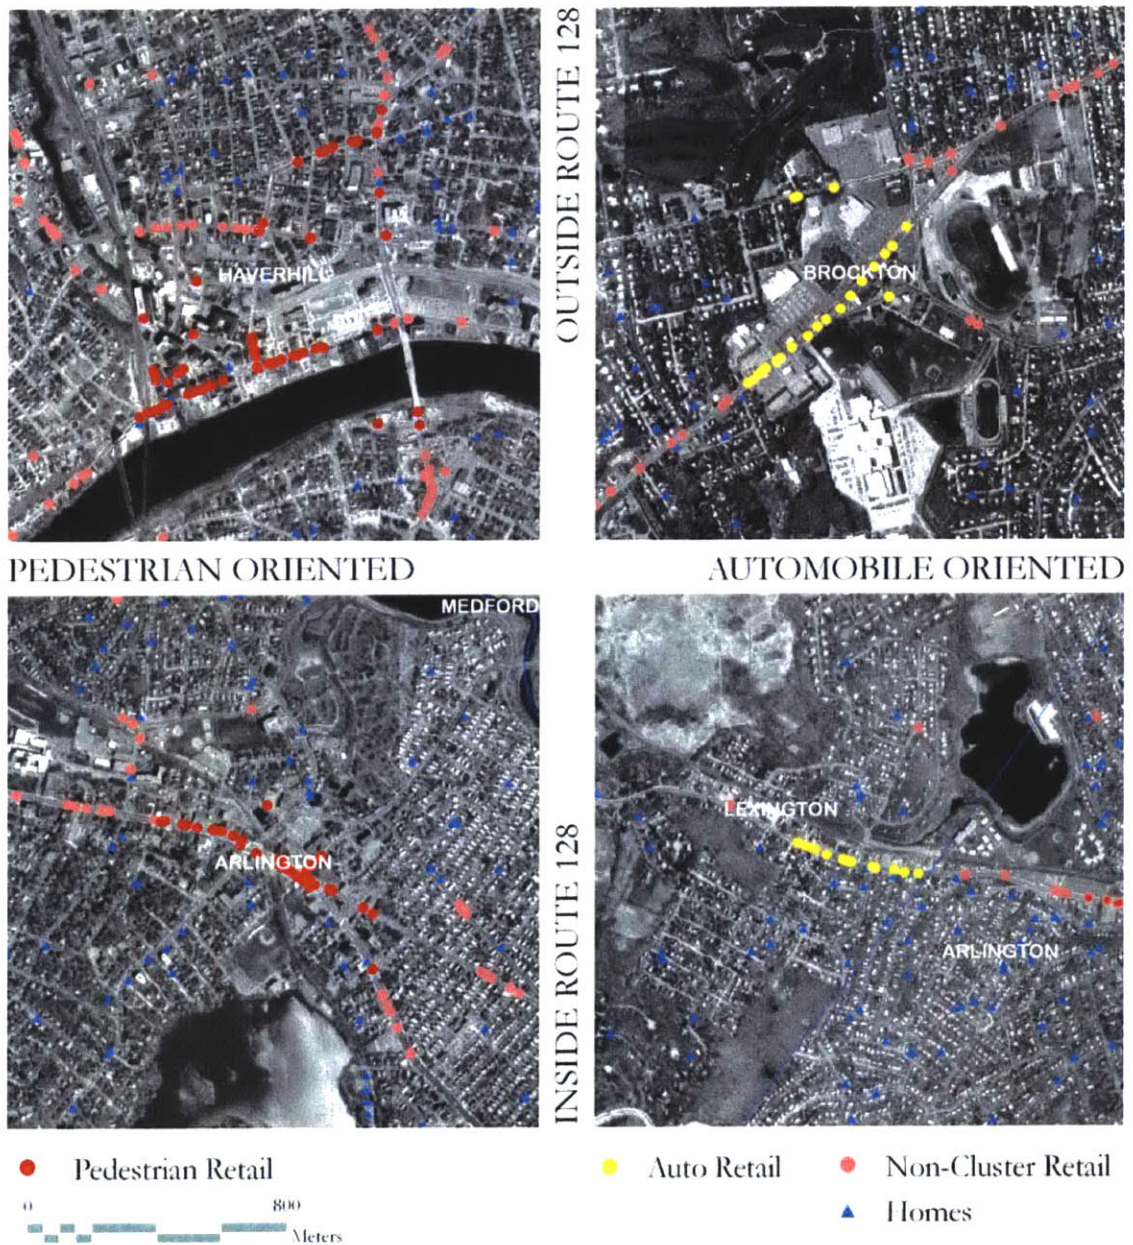 OUTSIDE ROUTE 128
HAVERHILL
BROCKTON
PEDESTRIAN ORIENTED
AUTOMOBILE ORIENTED
MEDFORD
INSIDE ROUTE 128
ARLINGTON
LEXINGTON
ARLINGTON
Pedestrian Retail
Auto Retail
Non-Cluster Retail
0 800
Meters
Homes